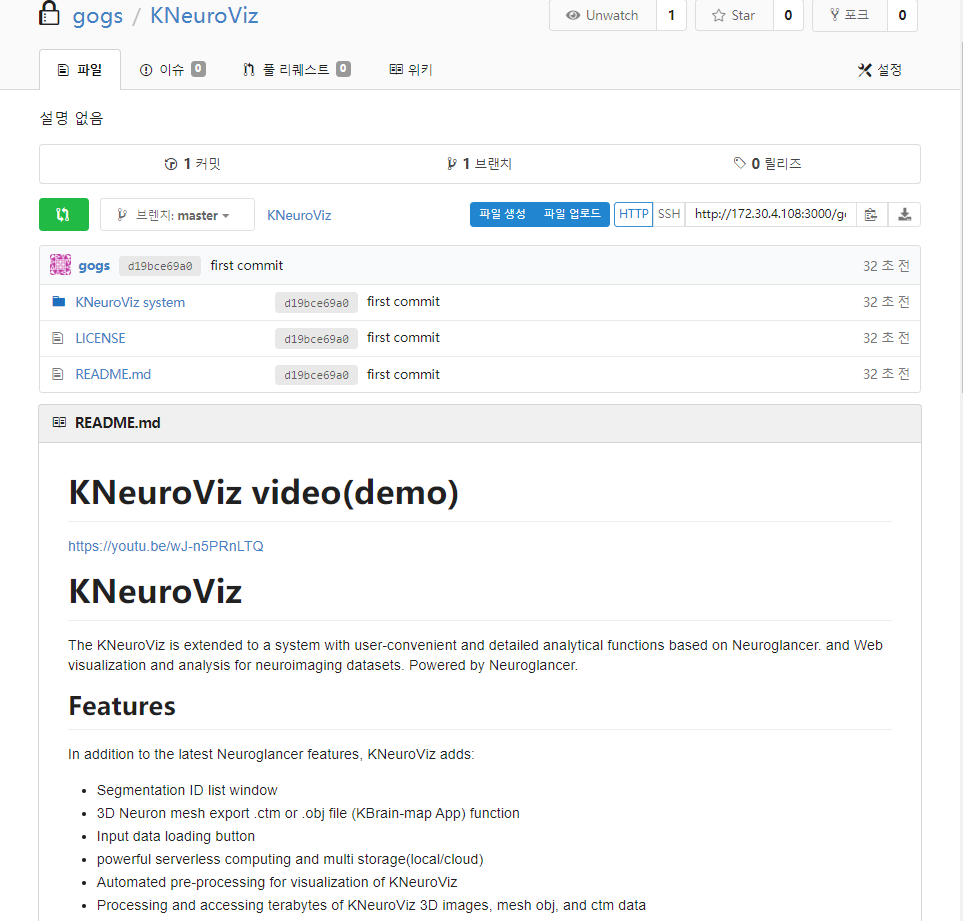 gogs / KNeuroViz
Unwatch 1 Star 0 포크 0
파일 이슈 0 풀 리퀘스트 0 위키 설정
설명 없음
1 커밋 1 브랜치 0 릴리즈
브렌치: master KNeuroViz 파일 생성 파일 업로드 HTTP SSH http://172.30.4.108:3000/go
gogs d19bce69a0 first commit 32 초 전
KNeuroViz system d19bce69a0 first commit 32 초 전
LICENSE d19bce69a0 first commit 32 초 전
README.md d19bce69a0 first commit 32 초 전
README.md
KNeuroViz video(demo)
https://youtu.be/wJ-n5PRnLTQ
KNeuroViz
The KNeuroViz is extended to a system with user-convenient and detailed analytical functions based on Neuroglancer. and Web
visualization and analysis for neuroimaging datasets. Powered by Neuroglancer.
Features
In addition to the latest Neuroglancer features, KNeuroViz adds:
• Segmentation ID list window
• 3D Neuron mesh export .ctm or .obj file (KBrain-map App) function
• Input data loading button
• powerful serverless computing and multi storage(local/cloud)
• Automated pre-processing for visualization of KNeuroViz
• Processing and accessing terabytes of KNeuroViz 3D images, mesh obj, and ctm data